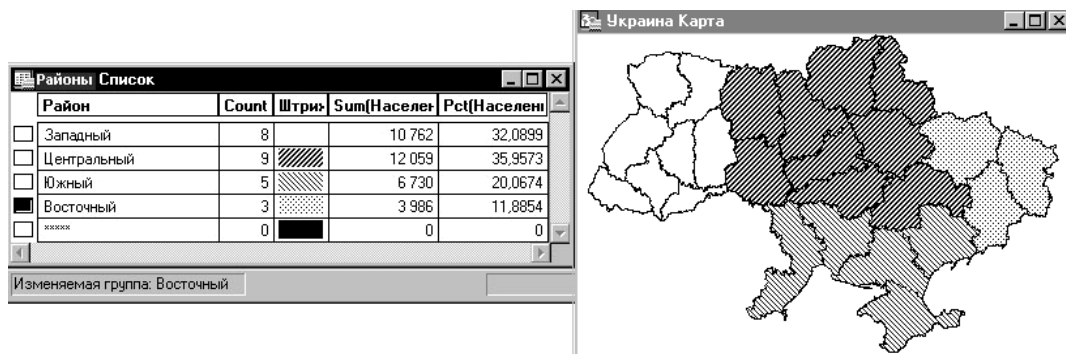 Украина Карта
Районы Список
Район Count Штрих Sum(Населен Pct(Населени
Западный 8 10 762 32,0899
Центральный 9 12 059 35,9573
Южный 5 6 730 20,0674
Восточный 3 3 986 11,8854
***** 0 0 0
Изменяемая группа: Восточный